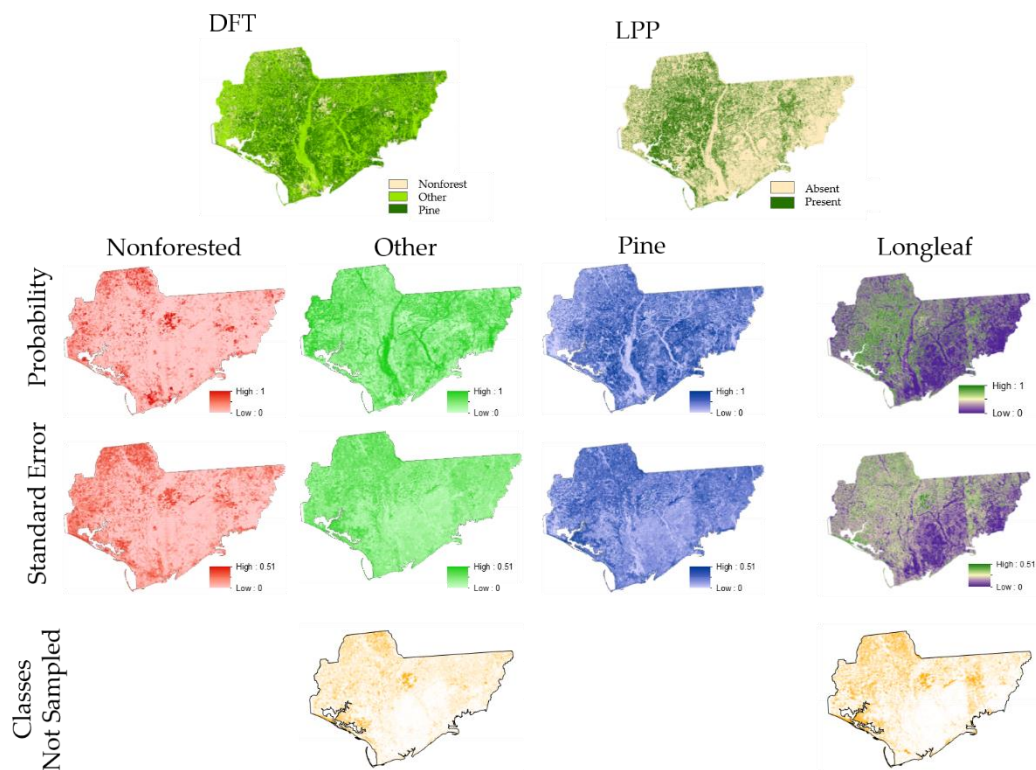 DFT
LPP
Nonforest
Other
Pine
Absent
Present
Nonforested
Other
Pine
Longleaf
Probability
High : 1
Low : 0
High : 1
Low : 0
High : 1
Low : 0
High : 1
Low : 0
Standard Error
High : 0.51
Low : 0
High : 0.51
Low : 0
High : 0.51
Low : 0
High : 0.51
Low : 0
Classes
Not Sampled